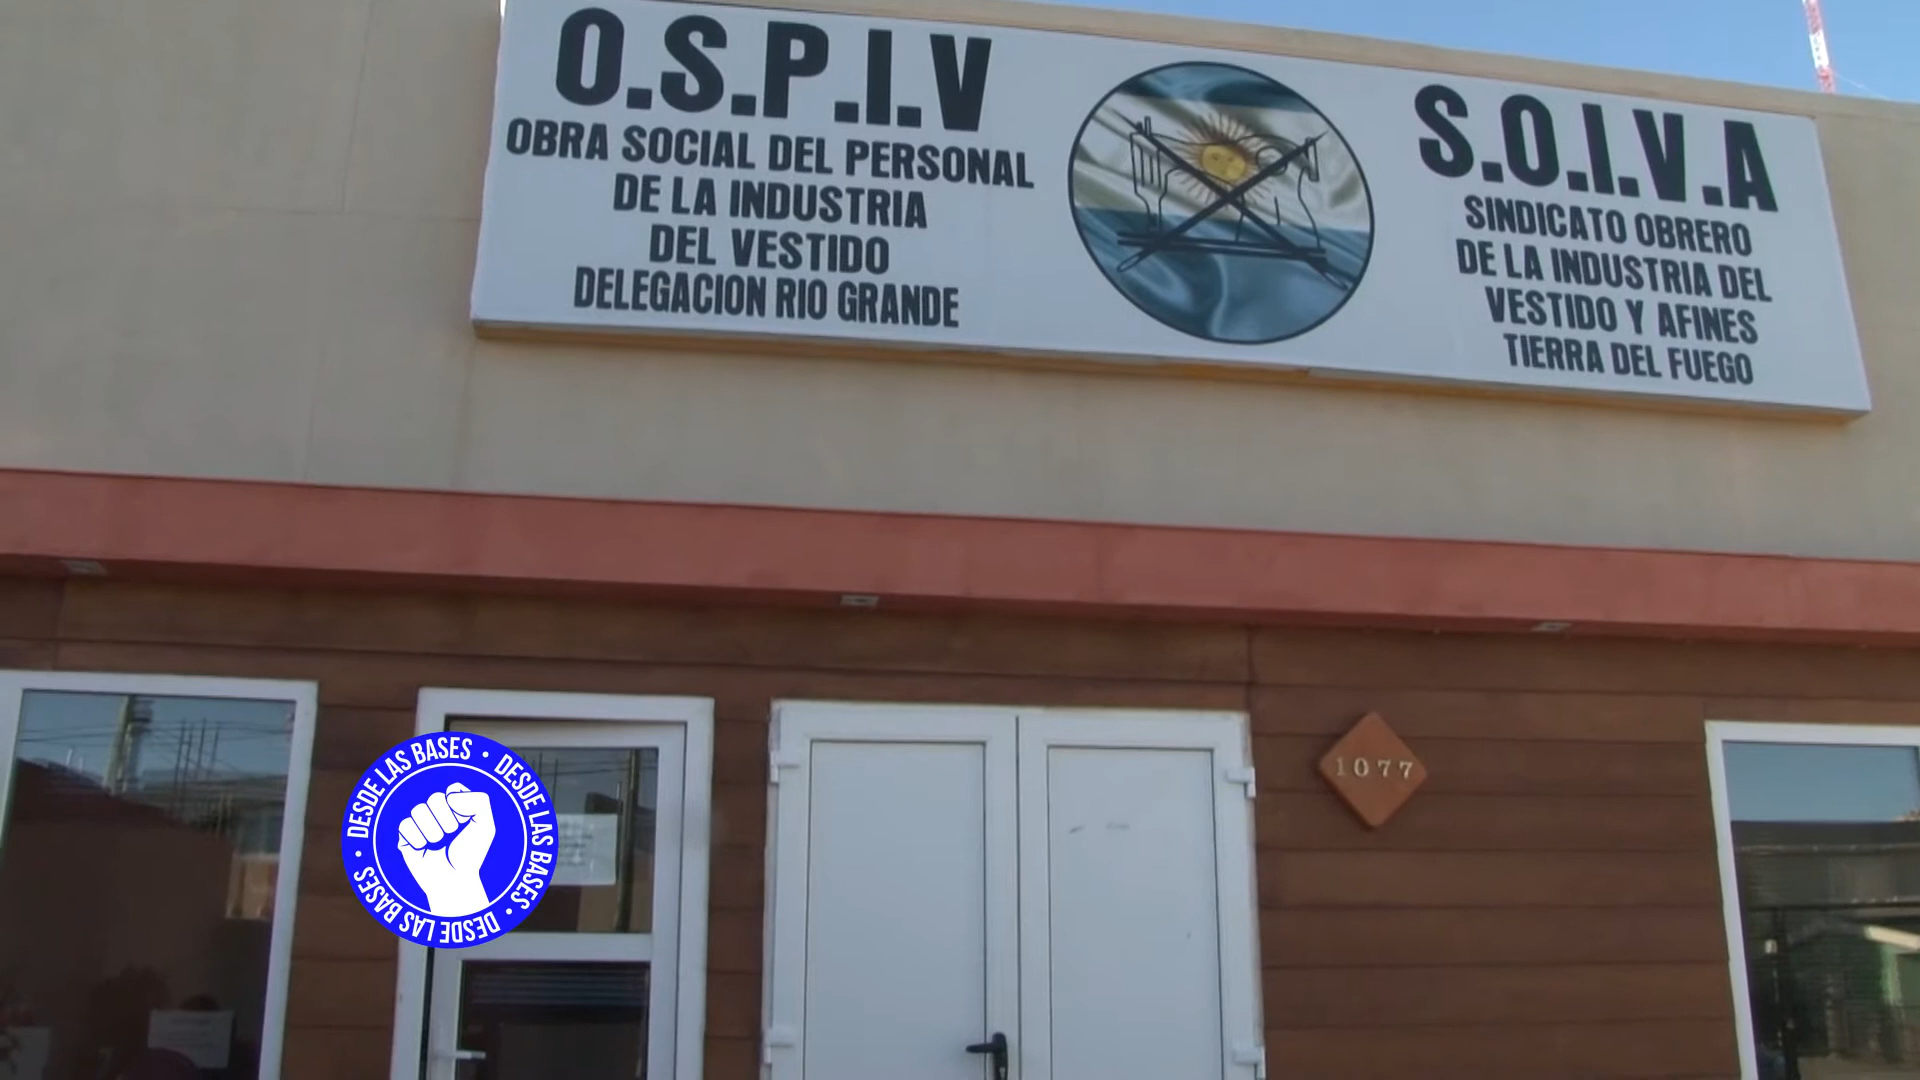 O.S.P.I.V
OBRA SOCIAL DEL PERSONAL
DE LA INDUSTRIA
DEL VESTIDO
DELEGACION RIO GRANDE
S.O.I.V.A
SINDICATO OBRERO
DE LA INDUSTRIA DEL
VESTIDO Y AFINES
TIERRA DEL FUEGO
1077
DESDE LAS BASES • DESDE LAS BASES • DESDE LAS BASES •